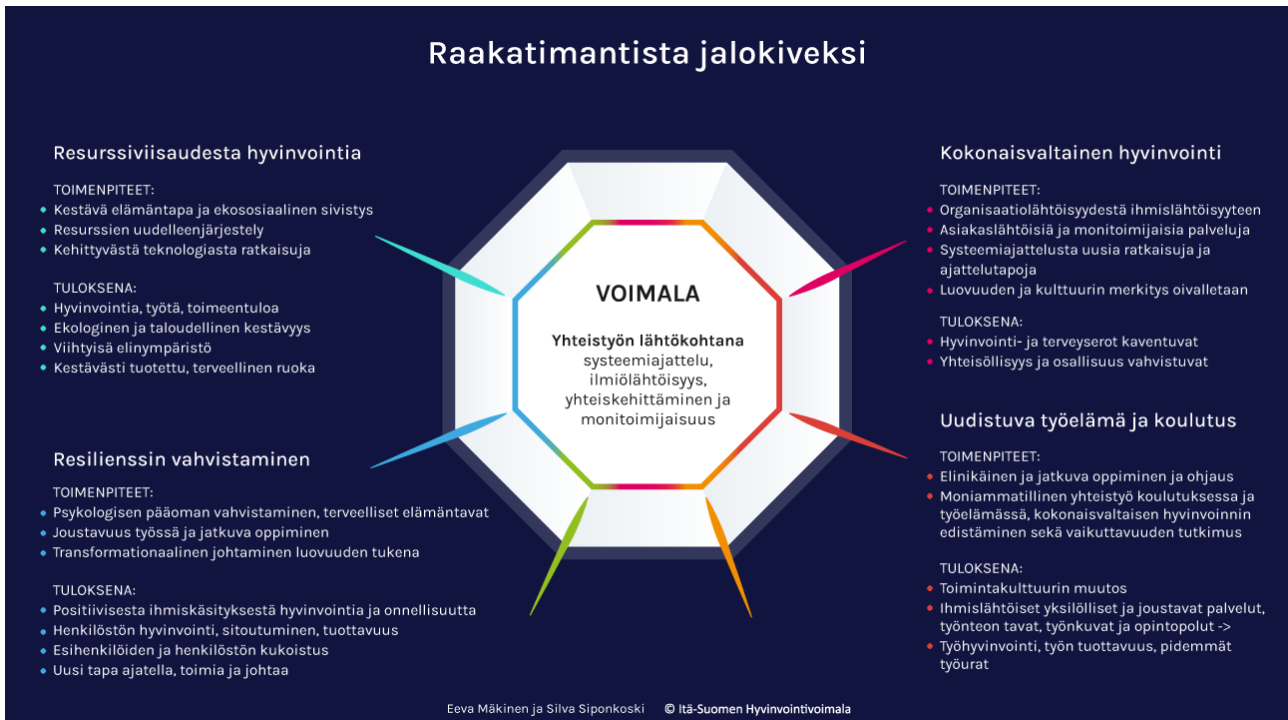 Raakatimantista jalokiveksi
Resurssiviisaudesta hyvinvointia
TOIMENPITEET:
Kestävä elämäntapa ja ekososiaalinen sivistys
Resurssien uudelleenjärjestely
Kehittyvästä teknologiasta ratkaisuja
TULOKSENA:
Hyvinvointia, työtä, toimeentuloa
Ekologinen ja taloudellinen kestävyys
Viihtyisä elinympäristö
Kestävästi tuotettu, terveellinen ruoka
Resilienssin vahvistaminen
TOIMENPITEET:
Psykologisen pääoman vahvistaminen, terveelliset elämäntavat
Joustavuus työssä ja jatkuva oppiminen
Transformationaalinen johtaminen luovuuden tukena
TULOKSENA:
Positiivisesta ihmiskäsityksestä hyvinvointia ja onnellisuutta
Henkilöstön hyvinvointi, sitoutuminen, tuottavuus
Esihenkilöiden ja henkilöstön kukoistus
Uusi tapa ajatella, toimia ja johtaa
VOIMALA
Yhteistyön lähtökohtana
systeemiajattelu,
ilmiölähtöisyys,
yhteiskehittäminen ja
monitoimijaisuus
Kokonaisvaltainen hyvinvointi
TOIMENPITEET:
Organisaatiolähtöisyydestä ihmislähtöisyyteen
Asiakaslähtöisiä ja monitoimijaisia palveluja
Systeemiajattelusta uusia ratkaisuja ja
ajattelutapoja
Luovuuden ja kulttuurin merkitys oivalletaan
TULOKSENA:
Hyvinvointi- ja terveyserot kaventuvat
Yhteisöllisyys ja osallisuus vahvistuvat
Uudistuva työelämä ja koulutus
TOIMENPITEET:
Elinikäinen ja jatkuva oppiminen ja ohjaus
Moniammatillinen yhteistyö koulutuksessa ja
työelämässä, kokonaisvaltaisen hyvinvoinnin
edistäminen sekä vaikuttavuuden tutkimus
TULOKSENA:
Toimintakulttuurin muutos
Ihmislähtöiset yksilölliset ja joustavat palvelut,
työnteon tavat, työnkuvat ja opintopolut ->
Työhyvinvointi, työn tuottavuus, pidemmät
työurat
Eeva Mäkinen ja Silva Siponkoski © Itä-Suomen Hyvinvointivoimala